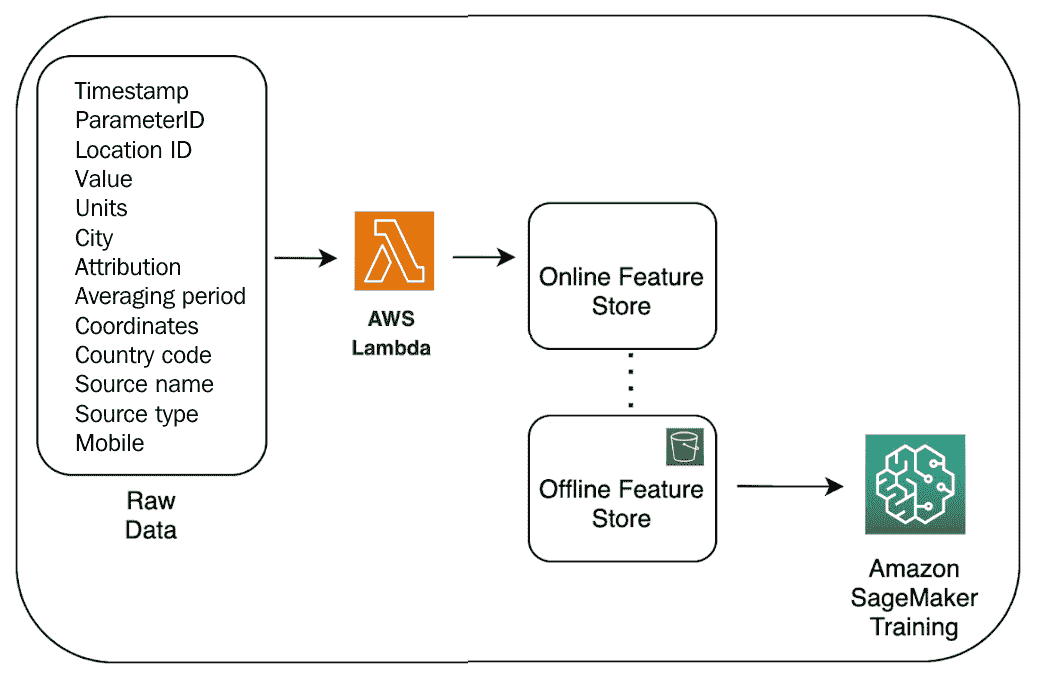 Timestamp
ParameterID
Location ID
Value
Units
City
Attribution
Averaging period
Coordinates
Country code
Source name
Source type
Mobile
Raw
Data
AWS
Lambda
Online Feature
Store
Offline Feature
Store
Amazon
SageMaker
Training